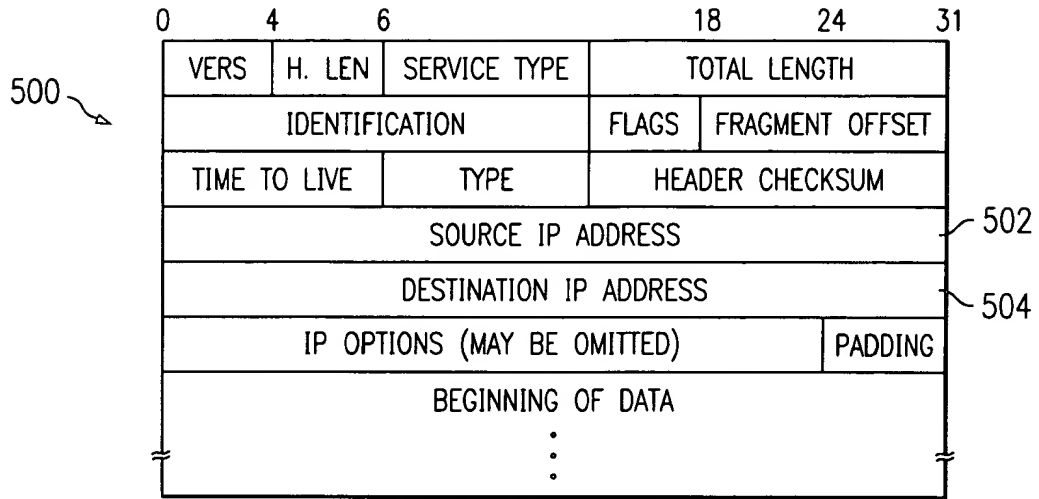 0 4 6 18 24 31
500
VERS H. LEN SERVICE TYPE TOTAL LENGTH
IDENTIFICATION FLAGS FRAGMENT OFFSET
TIME TO LIVE TYPE HEADER CHECKSUM
SOURCE IP ADDRESS 502
DESTINATION IP ADDRESS 504
IP OPTIONS (MAY BE OMITTED) PADDING
BEGINNING OF DATA